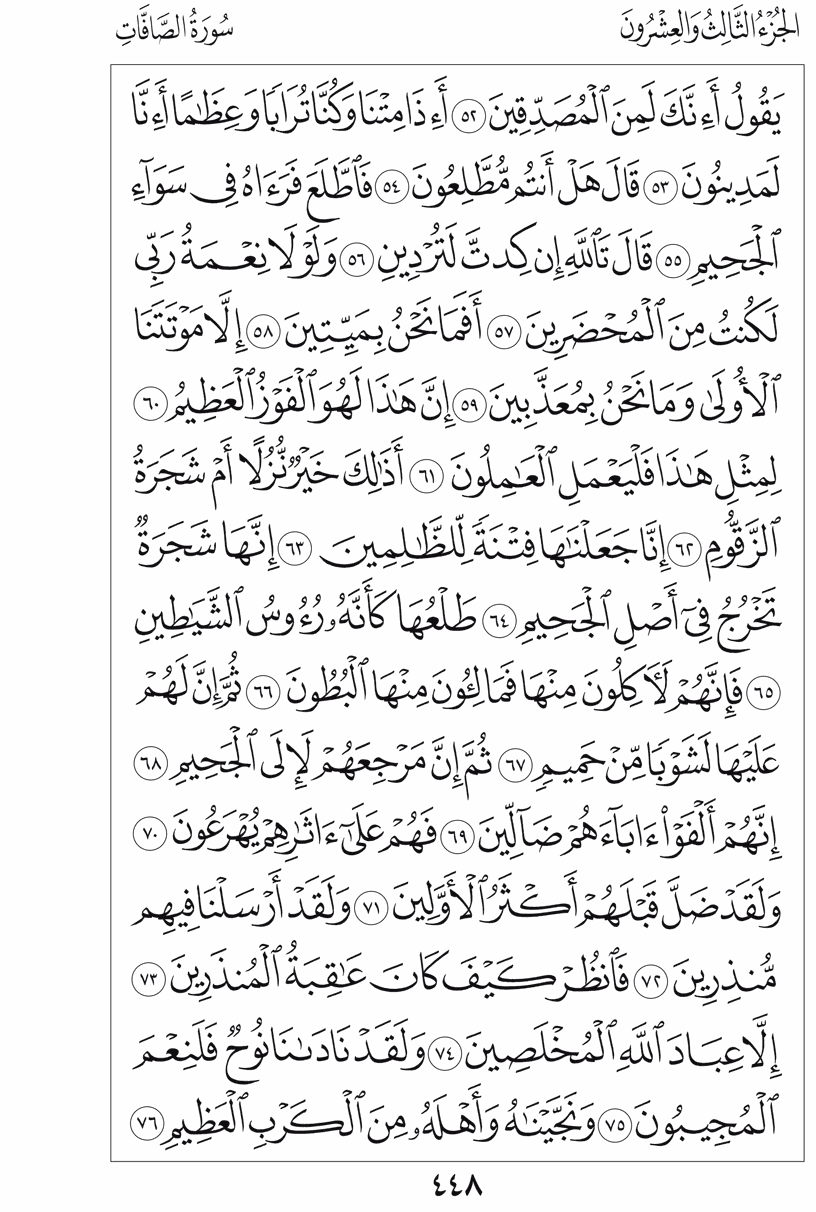 الجُزْءُ الثَّالِثُ وَالعِشْرُونَ
سُورَةُ الصَّافَّاتِ
يَقُولُ أَءِنَّكَ لَمِنَ ٱلْمُصَدِّقِينَ ٥٢ أَءِذَا مِتْنَا وَكُنَّا تُرَابًا وَعِظَٰمًا أَءِنَّا
لَمَدِينُونَ ٥٣ قَالَ هَلْ أَنتُم مُّطَّلِعُونَ ٥٤ فَٱطَّلَعَ فَرَءَاهُ فِى سَوَآءِ
ٱلْجَحِيمِ ٥٥ قَالَ تَٱللَّهِ إِن كِدتَّ لَتُرْدِينِ ٥٦ وَلَوْلَا نِعْمَةُ رَبِّى
لَكُنتُ مِنَ ٱلْمُحْضَرِينَ ٥٧ أَفَمَا نَحْنُ بِمَيِّتِينَ ٥٨ إِلَّا مَوْتَتَنَا
ٱلْأُولَىٰ وَمَا نَحْنُ بِمُعَذَّبِينَ ٥٩ إِنَّ هَٰذَا لَهُوَ ٱلْفَوْزُ ٱلْعَظِيمُ ٦٠
لِمِثْلِ هَٰذَا فَلْيَعْمَلِ ٱلْعَٰمِلُونَ ٦١ أَذَٰلِكَ خَيْرٌ نُّزُلًا أَمْ شَجَرَةُ
ٱلزَّقُّومِ ٦٢ إِنَّا جَعَلْنَٰهَا فِتْنَةً لِّلظَّٰلِمِينَ ٦٣ إِنَّهَا شَجَرَةٌ
تَخْرُجُ فِىٓ أَصْلِ ٱلْجَحِيمِ ٦٤ طَلْعُهَا كَأَنَّهُۥ رُءُوسُ ٱلشَّيَٰطِينِ
٦٥ فَإِنَّهُمْ لَءَاكِلُونَ مِنْهَا فَمَالِـُٔونَ مِنْهَا ٱلْبُطُونَ ٦٦ ثُمَّ إِنَّ لَهُمْ
عَلَيْهَا لَشَوْبًا مِّنْ حَمِيمٍ ٦٧ ثُمَّ إِنَّ مَرْجِعَهُمْ لَإِلَى ٱلْجَحِيمِ ٦٨
إِنَّهُمْ أَلْفَوْا۟ ءَابَآءَهُمْ ضَآلِّينَ ٦٩ فَهُمْ عَلَىٰٓ ءَاثَٰرِهِمْ يُهْرَعُونَ ٧٠
وَلَقَدْ ضَلَّ قَبْلَهُمْ أَكْثَرُ ٱلْأَوَّلِينَ ٧١ وَلَقَدْ أَرْسَلْنَا فِيهِم
مُّنذِرِينَ ٧٢ فَٱنظُرْ كَيْفَ كَانَ عَٰقِبَةُ ٱلْمُنذَرِينَ ٧٣
إِلَّا عِبَادَ ٱللَّهِ ٱلْمُخْلَصِينَ ٧٤ وَلَقَدْ نَادَىٰنَا نُوحٌ فَلَنِعْمَ
ٱلْمُجِيبُونَ ٧٥ وَنَجَّيْنَٰهُ وَأَهْلَهُۥ مِنَ ٱلْكَرْبِ ٱلْعَظِيمِ ٧٦
٤٤٨